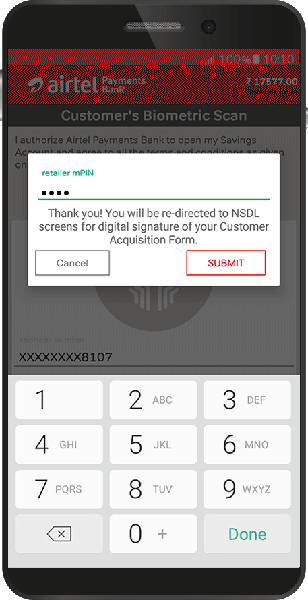 100% 10:10
airtel Payments Bank
₹ 17577.00
Customer's Biometric Scan
I authorize Airtel Payments Bank to open my Savings
Account and agree to all the terms and conditions as given
on
retailer mPIN
••••
Thank you! You will be re-directed to NSDL
screens for digital signature of your Customer
Acquisition Form.
Cancel
SUBMIT
XXXXXXXX8107
1
2 ABC
3 DEF
4 GHI
5 JKL
6 MNO
7 PQRS
8 TUV
9 WXYZ
0 +
Done